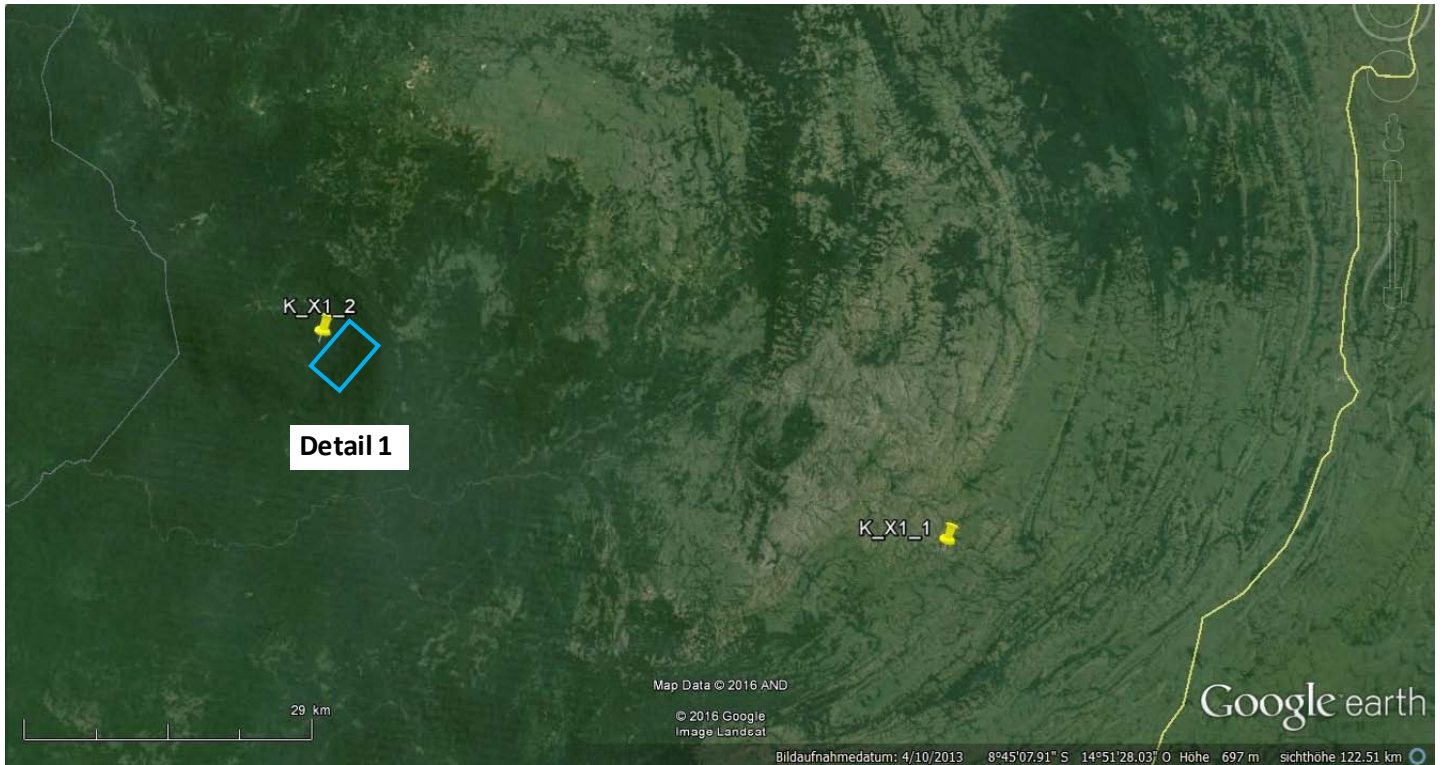 K_X1_2
Detail 1
K_X1_1
Map Data © 2016 AND
29 km
© 2016 Google
Image Landsat
Google earth
Bildaufnahmedatum: 4/10/2013 8°45'07.91" S 14°51'28.03" O Höhe 697 m sichthöhe 122.51 km